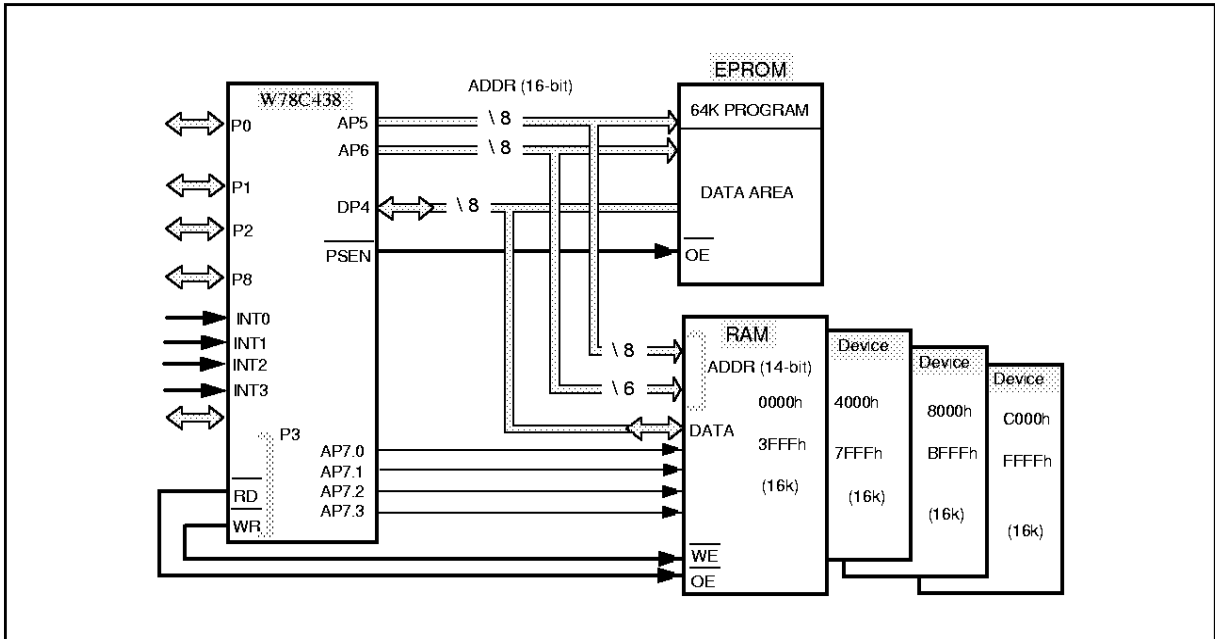 W78C438
P0
P1
P2
P8
INT0
INT1
INT2
INT3
P3
RD
WR
AP5
AP6
DP4
PSEN
AP7.0
AP7.1
AP7.2
AP7.3
ADDR (16-bit)
\ 8
\ 8
\ 8
EPROM
64K PROGRAM
DATA AREA
OE
\ 8
\ 6
RAM
ADDR (14-bit)
0000h
DATA
3FFFh
(16k)
WE
OE
Device
4000h
7FFFh
(16k)
Device
8000h
BFFFh
(16k)
Device
C000h
FFFFh
(16k)